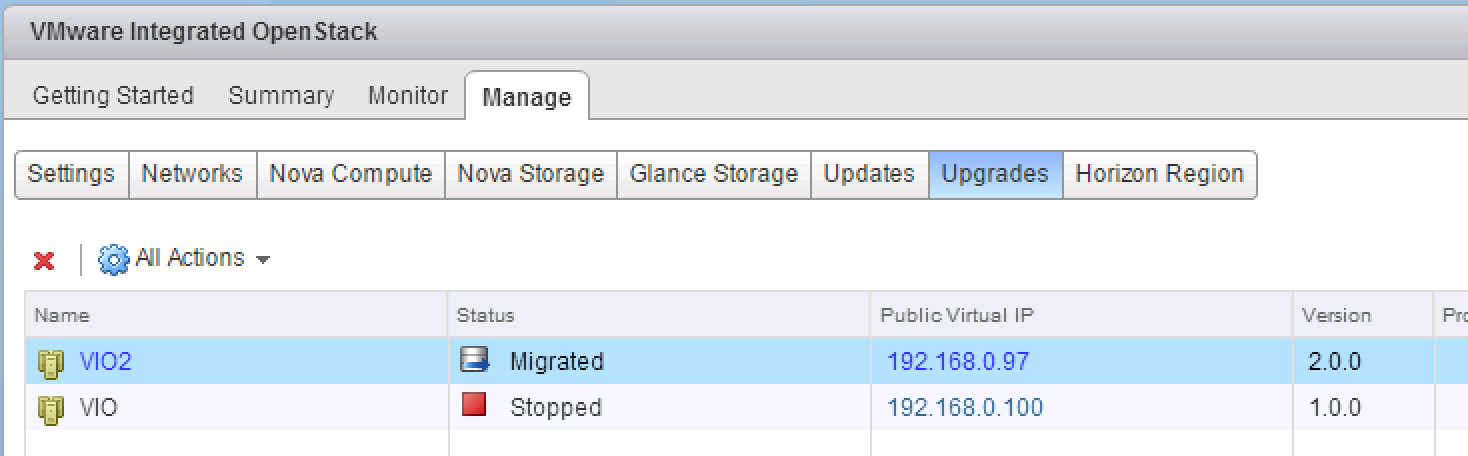 VMware Integrated OpenStack
Getting Started Summary Monitor Manage
Settings Networks Nova Compute Nova Storage Glance Storage Updates Upgrades Horizon Region
All Actions
Name Status Public Virtual IP Version
VIO2 Migrated 192.168.0.97 2.0.0
VIO Stopped 192.168.0.100 1.0.0